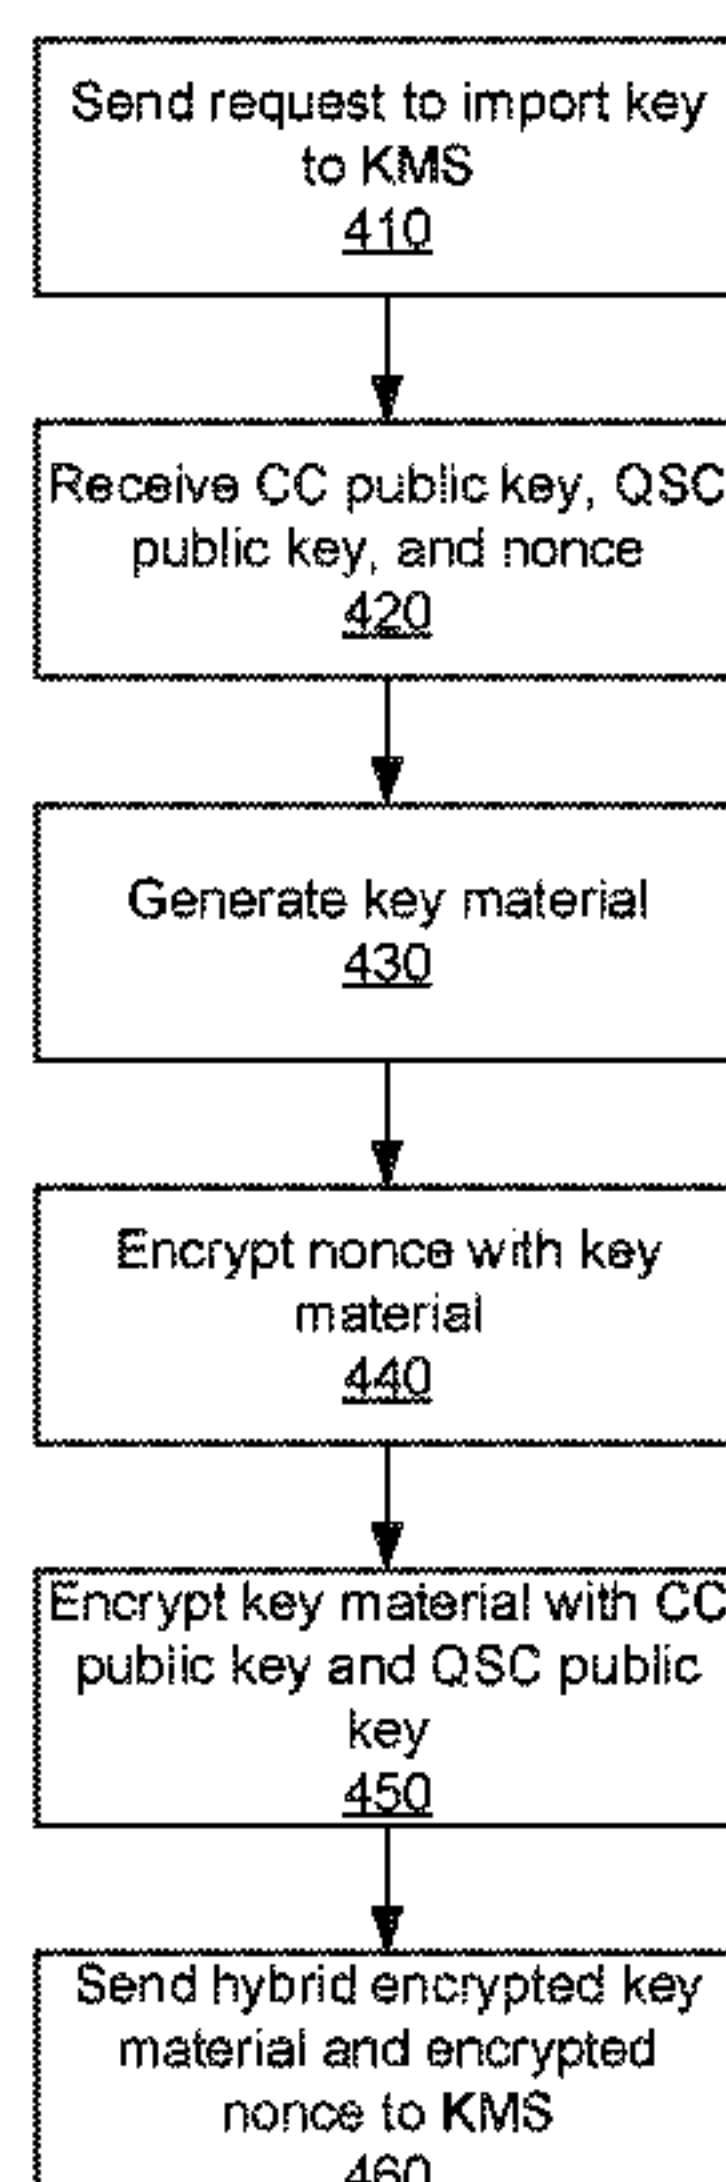 Send request to import key
to KMS
410
Receive CC public key, QSC
public key, and nonce
420
Generate key material
430
Encrypt nonce with key
material
440
Encrypt key material with CC
public key and QSC public
key
450
Send hybrid encrypted key
material and encrypted
nonce to KMS
460